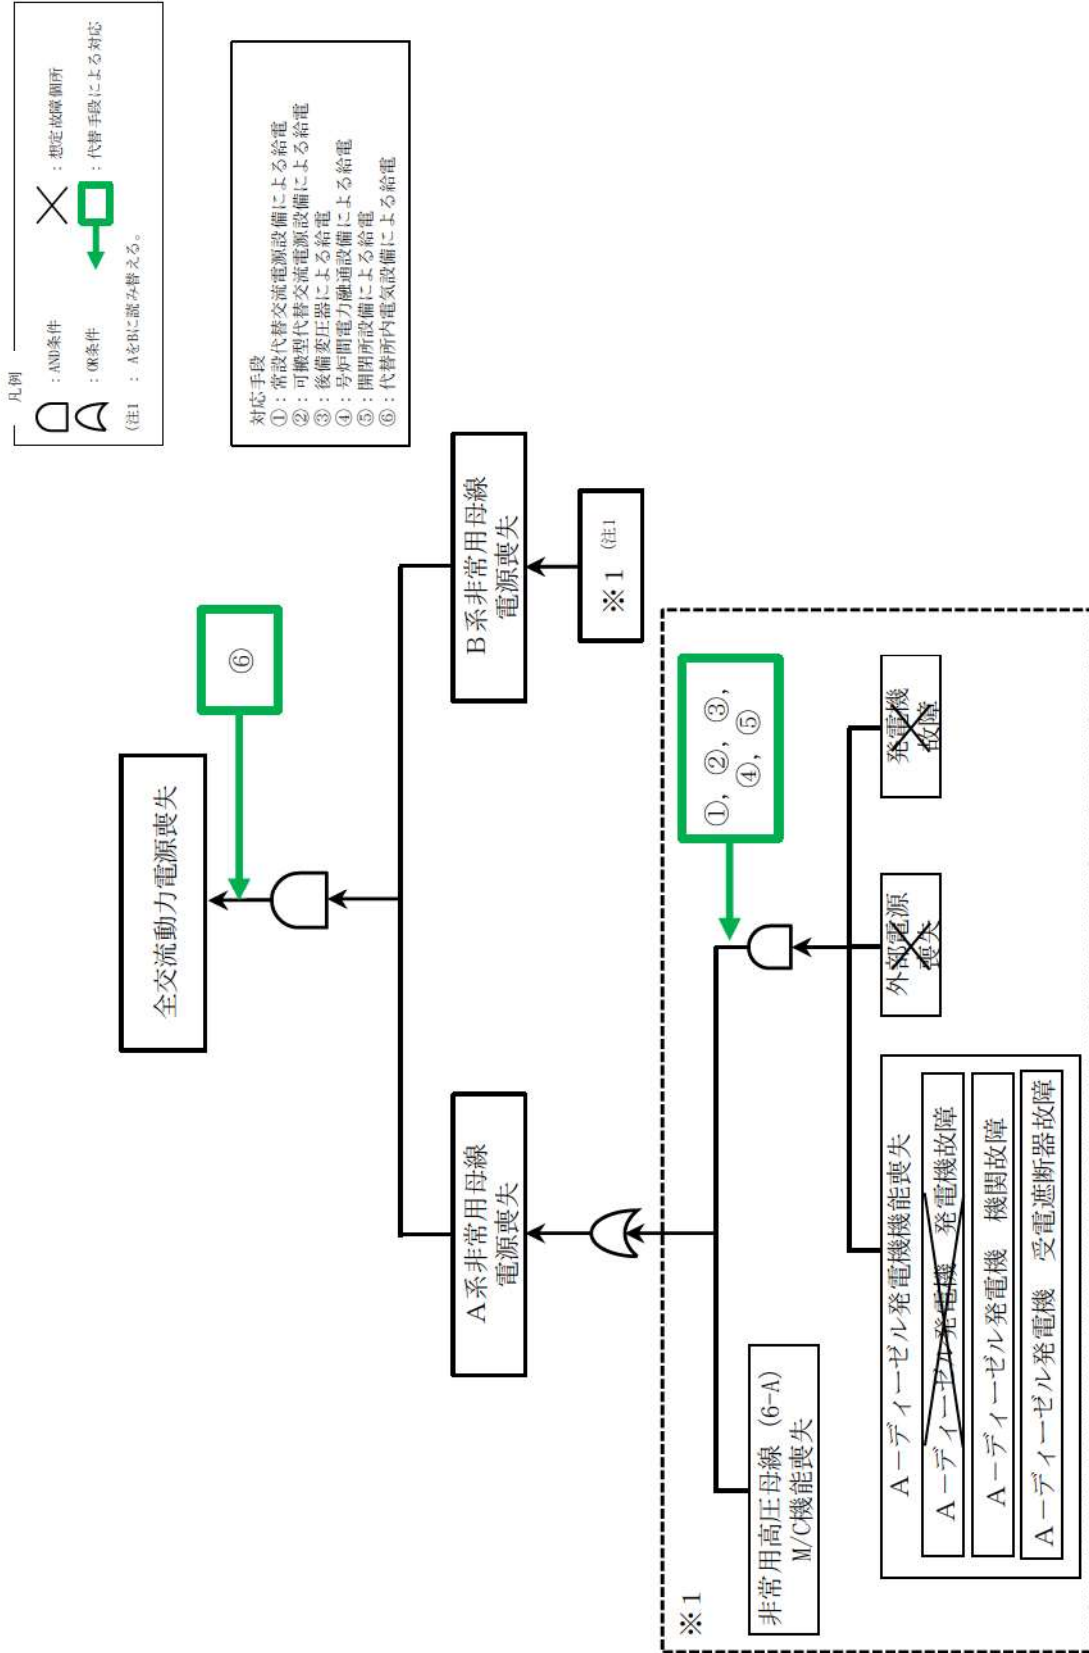 凡例
：AND条件
：想定故障個所
：OR条件
：代替手段による対応
(注1 ：AをBに読み替える。
対応手段
①：常設代替交流電源設備による給電
②：可搬型代替交流電源設備による給電
③：後備変圧器による給電
④：号炉間電力融通設備による給電
⑤：開閉所設備による給電
⑥：代替所内電気設備による給電
全交流動力電源喪失
⑥
A系非常用母線
電源喪失
B系非常用母線
電源喪失
※1 (注1
※1
①，②，③，
④，⑤
非常用高圧母線（6-A）
M/C機能喪失
A－ディーゼル発電機機能喪失
A－ディーゼル発電機　発電機故障
A－ディーゼル発電機　機関故障
A－ディーゼル発電機　受電遮断器故障
外部電源
喪失
発電機
故障